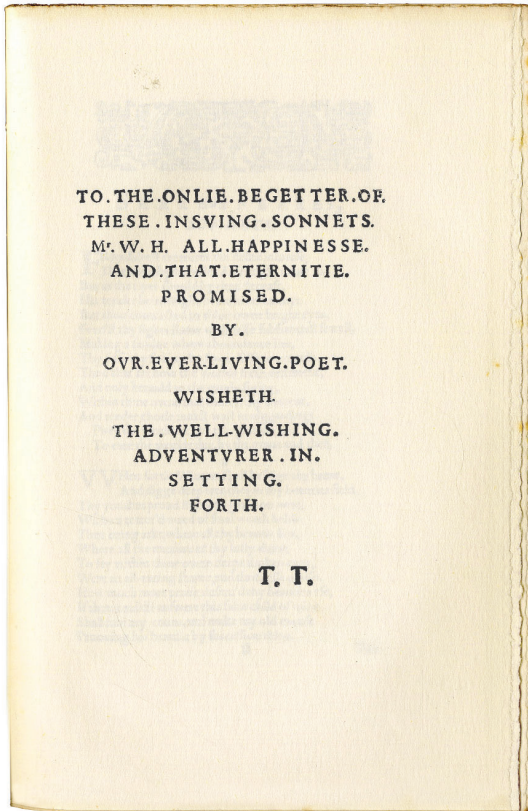 TO.THE.ONLIE.BEGETTER.OF.
THESE.INSVING.SONNETS.
Mr.W.H. ALL.HAPPINESSE.
AND.THAT.ETERNITIE.
PROMISED.
BY.
OVR.EVER-LIVING.POET.
WISHETH.
THE.WELL-WISHING.
ADVENTVRER.IN.
SETTING.
FORTH.
T. T.